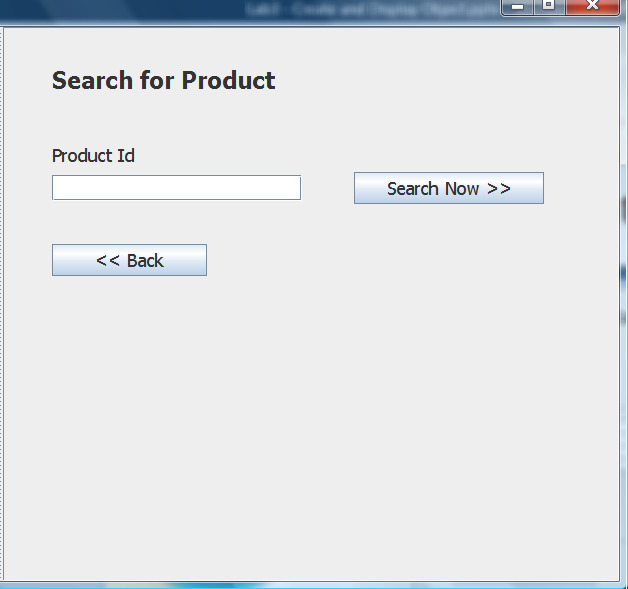 Search for Product
Product Id
Search Now >>
<< Back